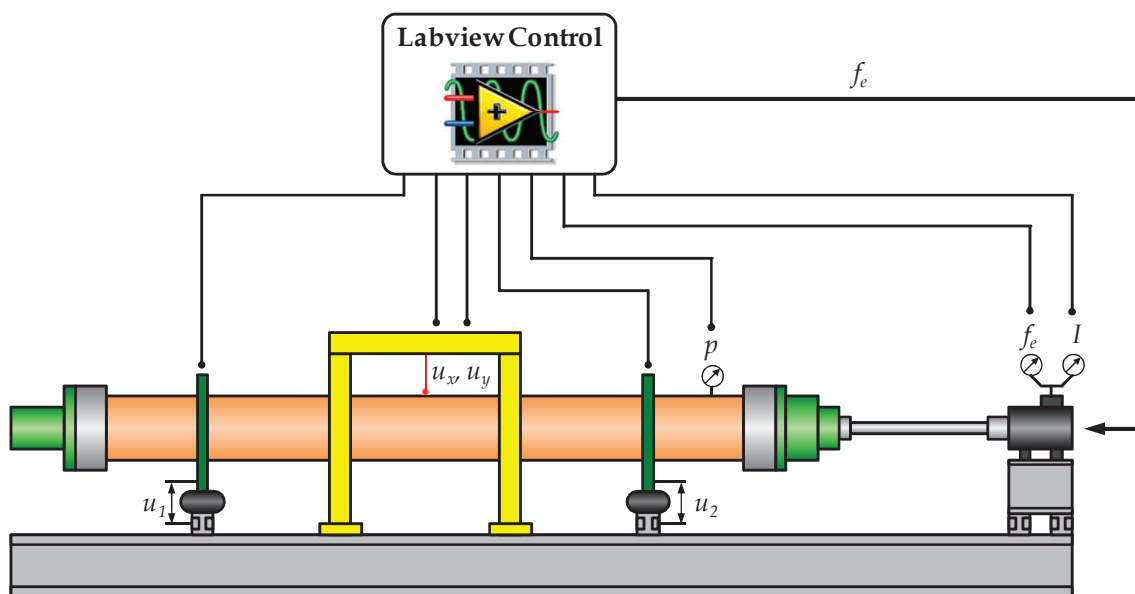 Labview Control
f_e
f_e
I
p
u_x, u_y
u_1
u_2